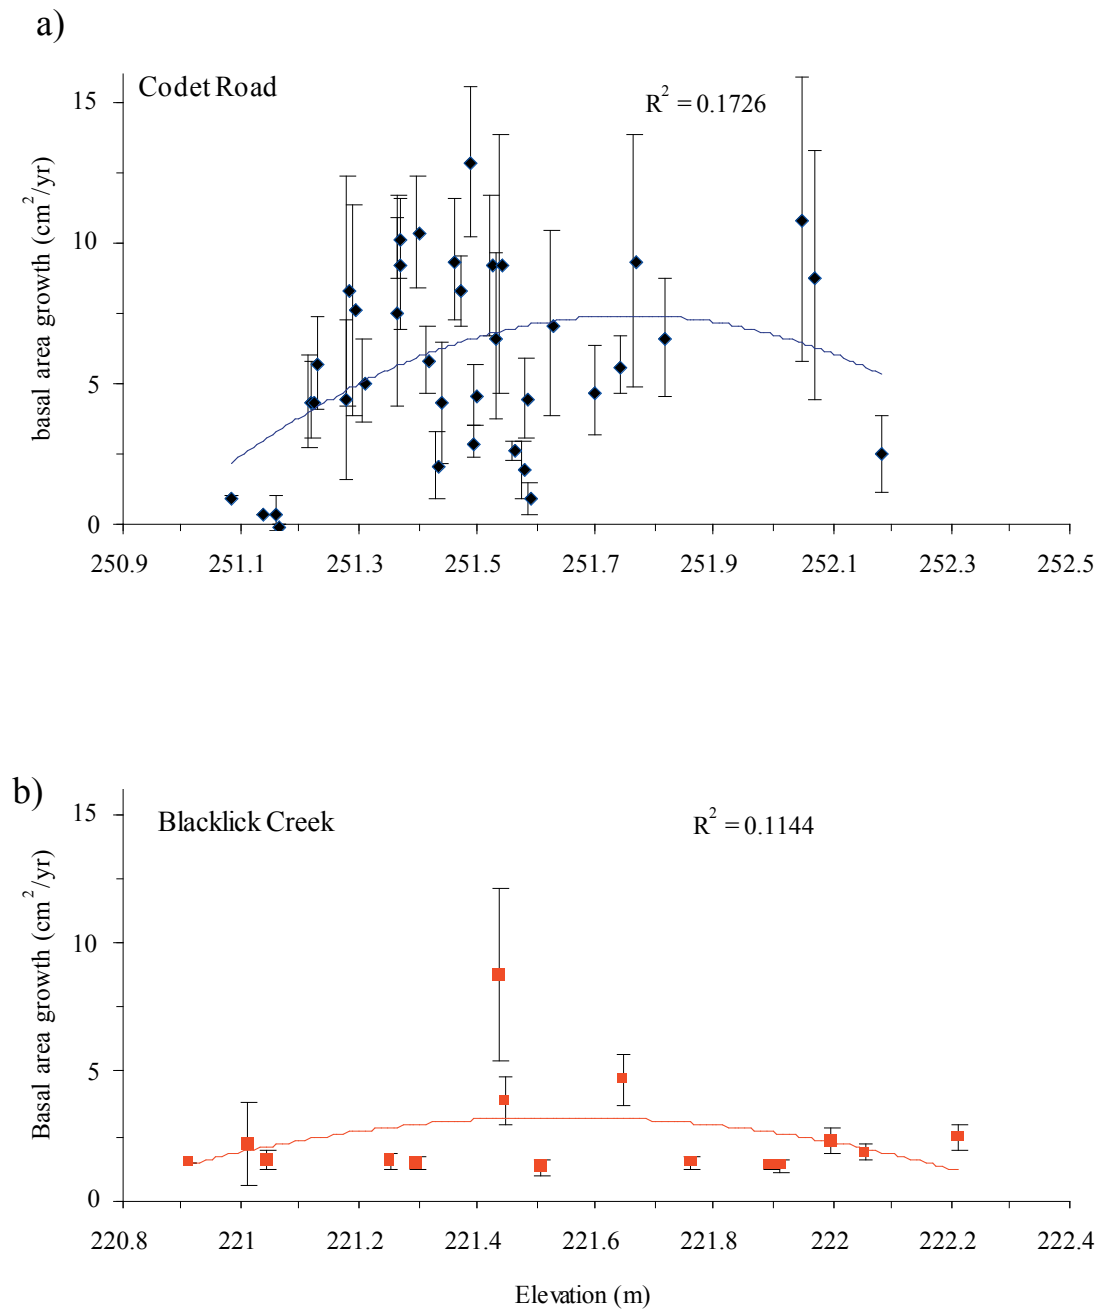 a)
Codet Road
R² = 0.1726
basal area growth (cm²/yr)
15
10
5
0
250.9 251.1 251.3 251.5 251.7 251.9 252.1 252.3 252.5
b)
Blacklick Creek
R² = 0.1144
Basal area growth (cm²/yr)
15
10
5
0
220.8 221 221.2 221.4 221.6 221.8 222 222.2 222.4
Elevation (m)